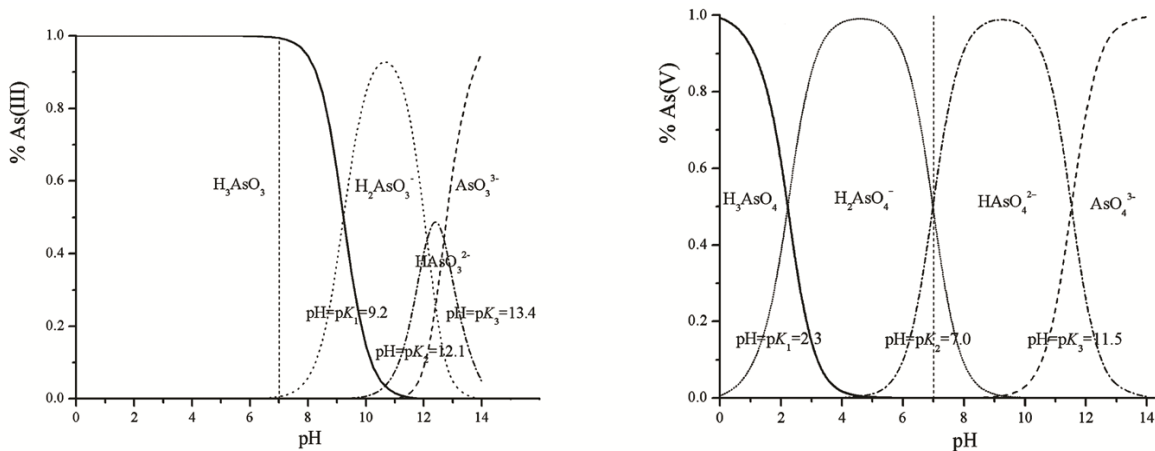 % As(III)
1.0
0.8
0.6
0.4
0.2
0.0
H₃AsO₃
H₂AsO₃⁻
AsO₃³⁻
HAsO₃²⁻
pH=pK₁=9.2
pH=pK₃=13.4
pH=pK₂=12.1
0 2 4 6 8 10 12 14
pH
% As(V)
1.0
0.8
0.6
0.4
0.2
0.0
H₃AsO₄
H₂AsO₄⁻
HAsO₄²⁻
AsO₄³⁻
pH=pK₁=2.3
pH=pK₂=7.0
pH=pK₃=11.5
0 2 4 6 8 10 12 14
pH